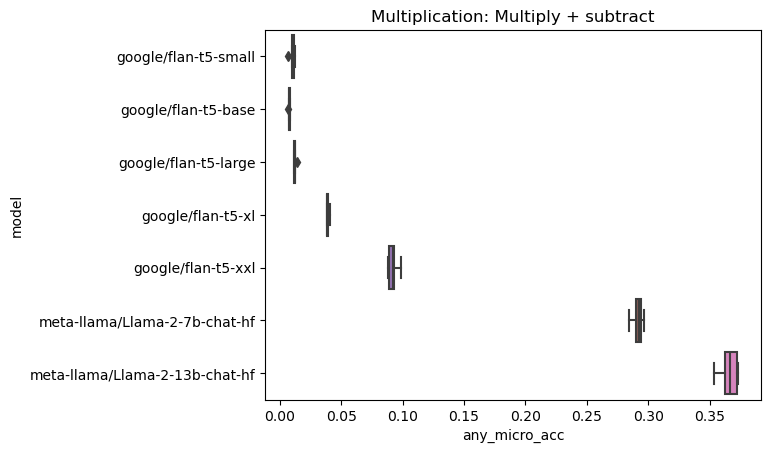 Multiplication: Multiply + subtract
google/flan-t5-small
google/flan-t5-base
google/flan-t5-large
google/flan-t5-xl
google/flan-t5-xxl
meta-llama/Llama-2-7b-chat-hf
meta-llama/Llama-2-13b-chat-hf
model
0.00 0.05 0.10 0.15 0.20 0.25 0.30 0.35
any_micro_acc